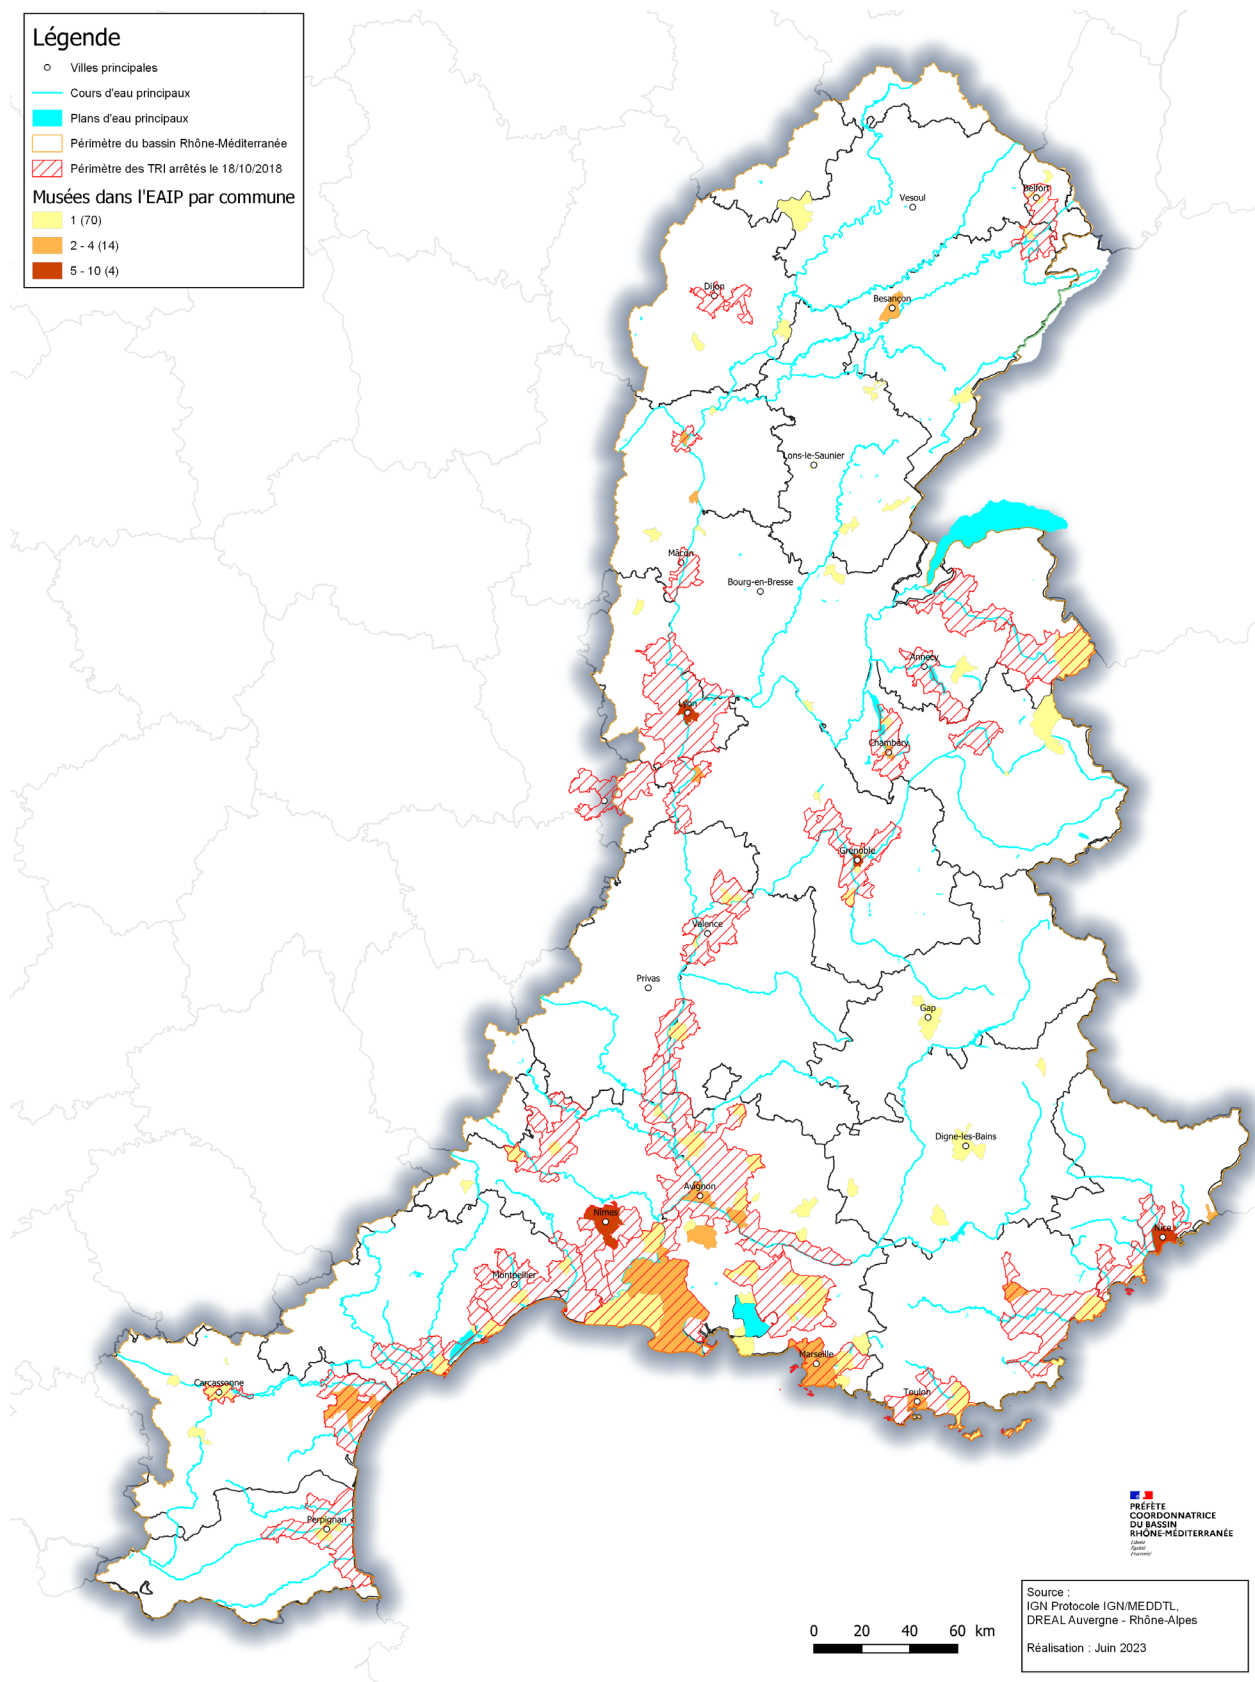 Légende
Villes principales
Cours d'eau principaux
Plans d'eau principaux
Périmètre du bassin Rhône-Méditerranée
Périmètre des TRI arrêtés le 18/10/2018
Musées dans l'EAIP par commune
1 (70)
2 - 4 (14)
5 - 10 (4)
Belfort
Vesoul
Dijon
Besançon
Lons-le-Saunier
Mâcon
Bourg-en-Bresse
Annecy
Lyon
Chambéry
Grenoble
Valence
Privas
Gap
Digne-les-Bains
Avignon
Nîmes
Nice
Montpellier
Marseille
Carcassonne
Toulon
Perpignan
PRÉFÈTE
COORDONNATRICE
DU BASSIN
RHÔNE-MÉDITERRANÉE
Liberté
Égalité
Fraternité
Source :
IGN Protocole IGN/MEDDTL,
DREAL Auvergne - Rhône-Alpes
Réalisation : Juin 2023
0 20 40 60 km